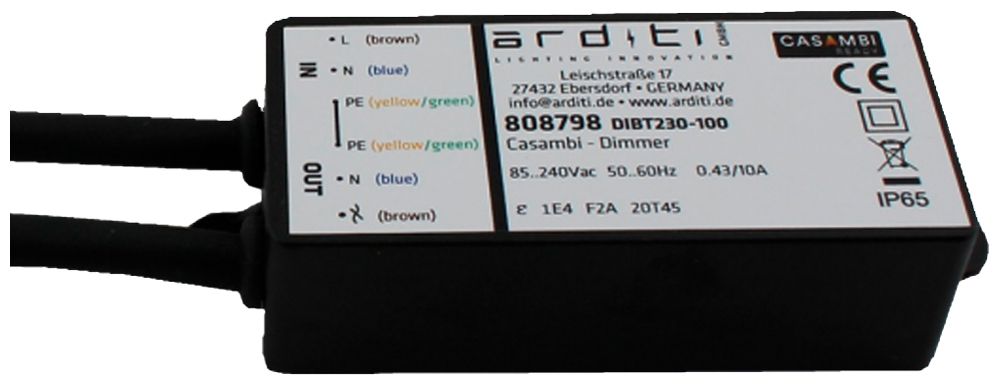 IN
• L (brown)
• N (blue)
PE (yellow/green)
PE (yellow/green)
OUT
• N (blue)
• (brown)
arditi GMBH
LIGHTING INNOVATION
Leischstraße 17
27432 Ebersdorf • GERMANY
info@arditi.de • www.arditi.de
808798 DIBT230-100
Casambi - Dimmer
85..240Vac 50..60Hz 0.43/10A
ε 1E4 F2A 20T45
CASAMBI
READY
CE
IP65